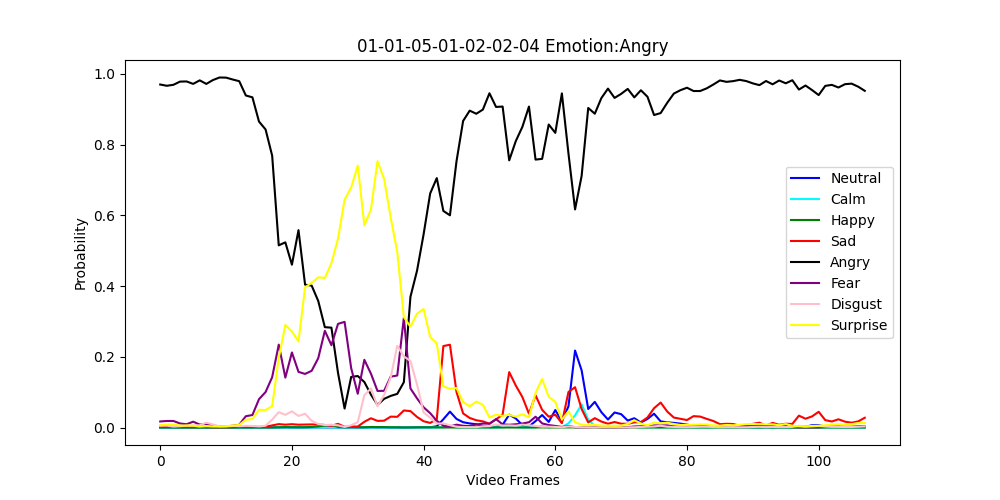 01-01-05-01-02-02-04 Emotion:Angry
Probability
1.0
0.8
0.6
0.4
0.2
0.0
0
20
40
60
80
100
Video Frames
Neutral
Calm
Happy
Sad
Angry
Fear
Disgust
Surprise